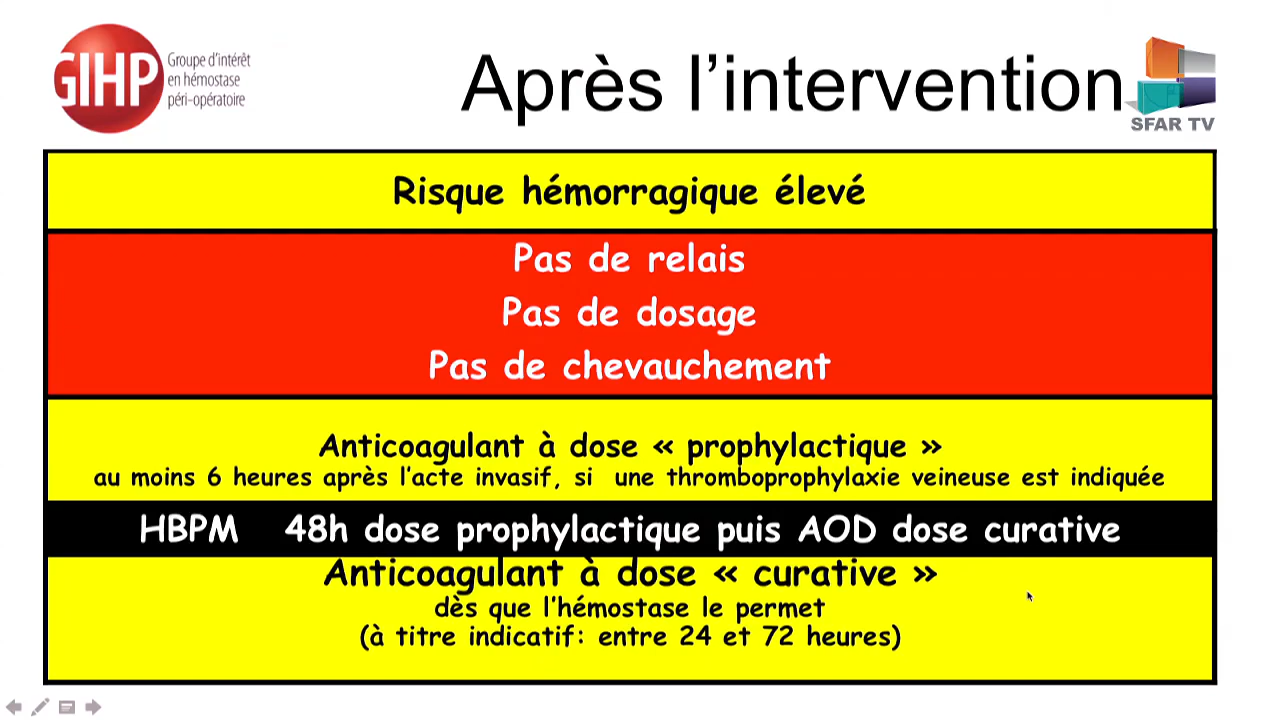 GIHP
Groupe d'intérêt
en hémostase
péri-opératoire
Après l’intervention
SFAR TV
Risque hémorragique élevé
Pas de relais
Pas de dosage
Pas de chevauchement
Anticoagulant à dose « prophylactique »
au moins 6 heures après l’acte invasif, si une thromboprophylaxie veineuse est indiquée
HBPM 48h dose prophylactique puis AOD dose curative
Anticoagulant à dose « curative »
dès que l’hémostase le permet
(à titre indicatif: entre 24 et 72 heures)